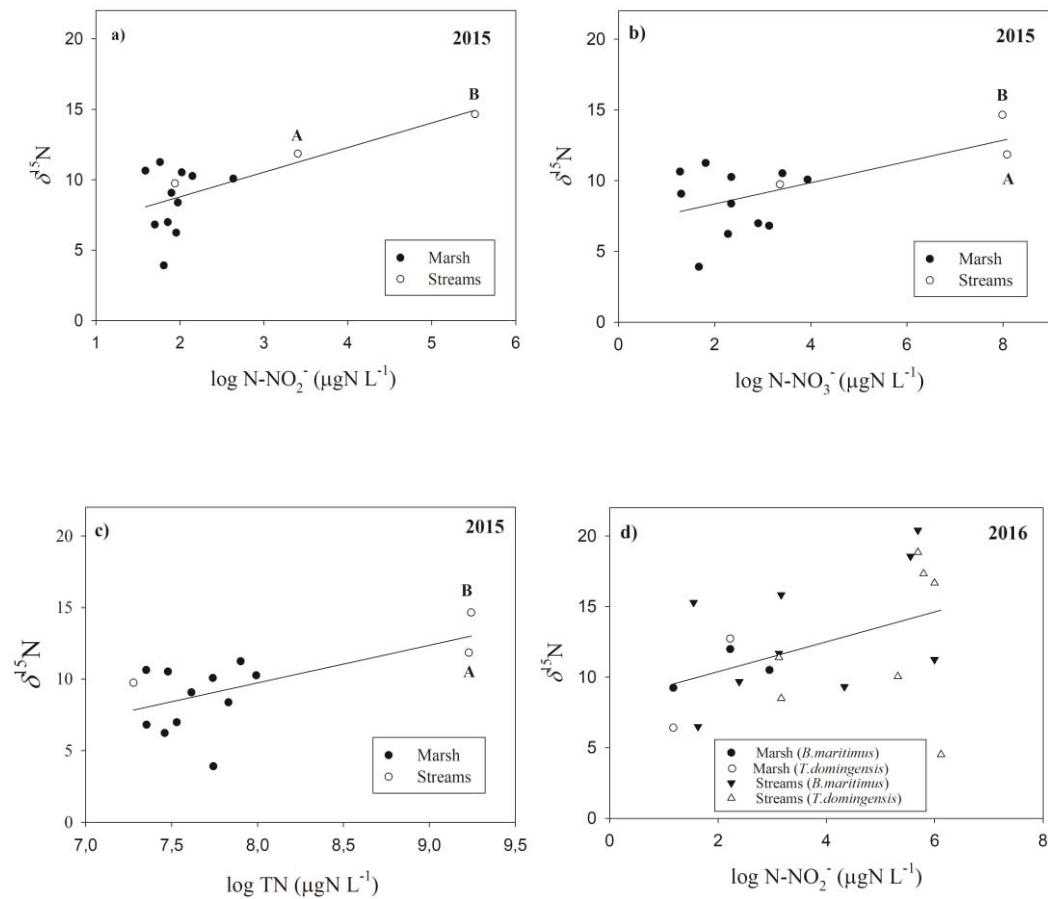 a) 2015
20
15
10
5
0
δ15N
B
A
Marsh
Streams
1 2 3 4 5 6
log N-NO2- (µgN L-1)
b) 2015
20
15
10
5
0
δ15N
B
A
Marsh
Streams
0 2 4 6 8
log N-NO3- (µgN L-1)
c) 2015
20
15
10
5
0
δ15N
B
A
Marsh
Streams
7,0 7,5 8,0 8,5 9,0 9,5
log TN (µgN L-1)
d) 2016
20
15
10
5
0
δ15N
Marsh (B.maritimus)
Marsh (T.domingensis)
Streams (B.maritimus)
Streams (T.domingensis)
0 2 4 6 8
log N-NO2- (µgN L-1)